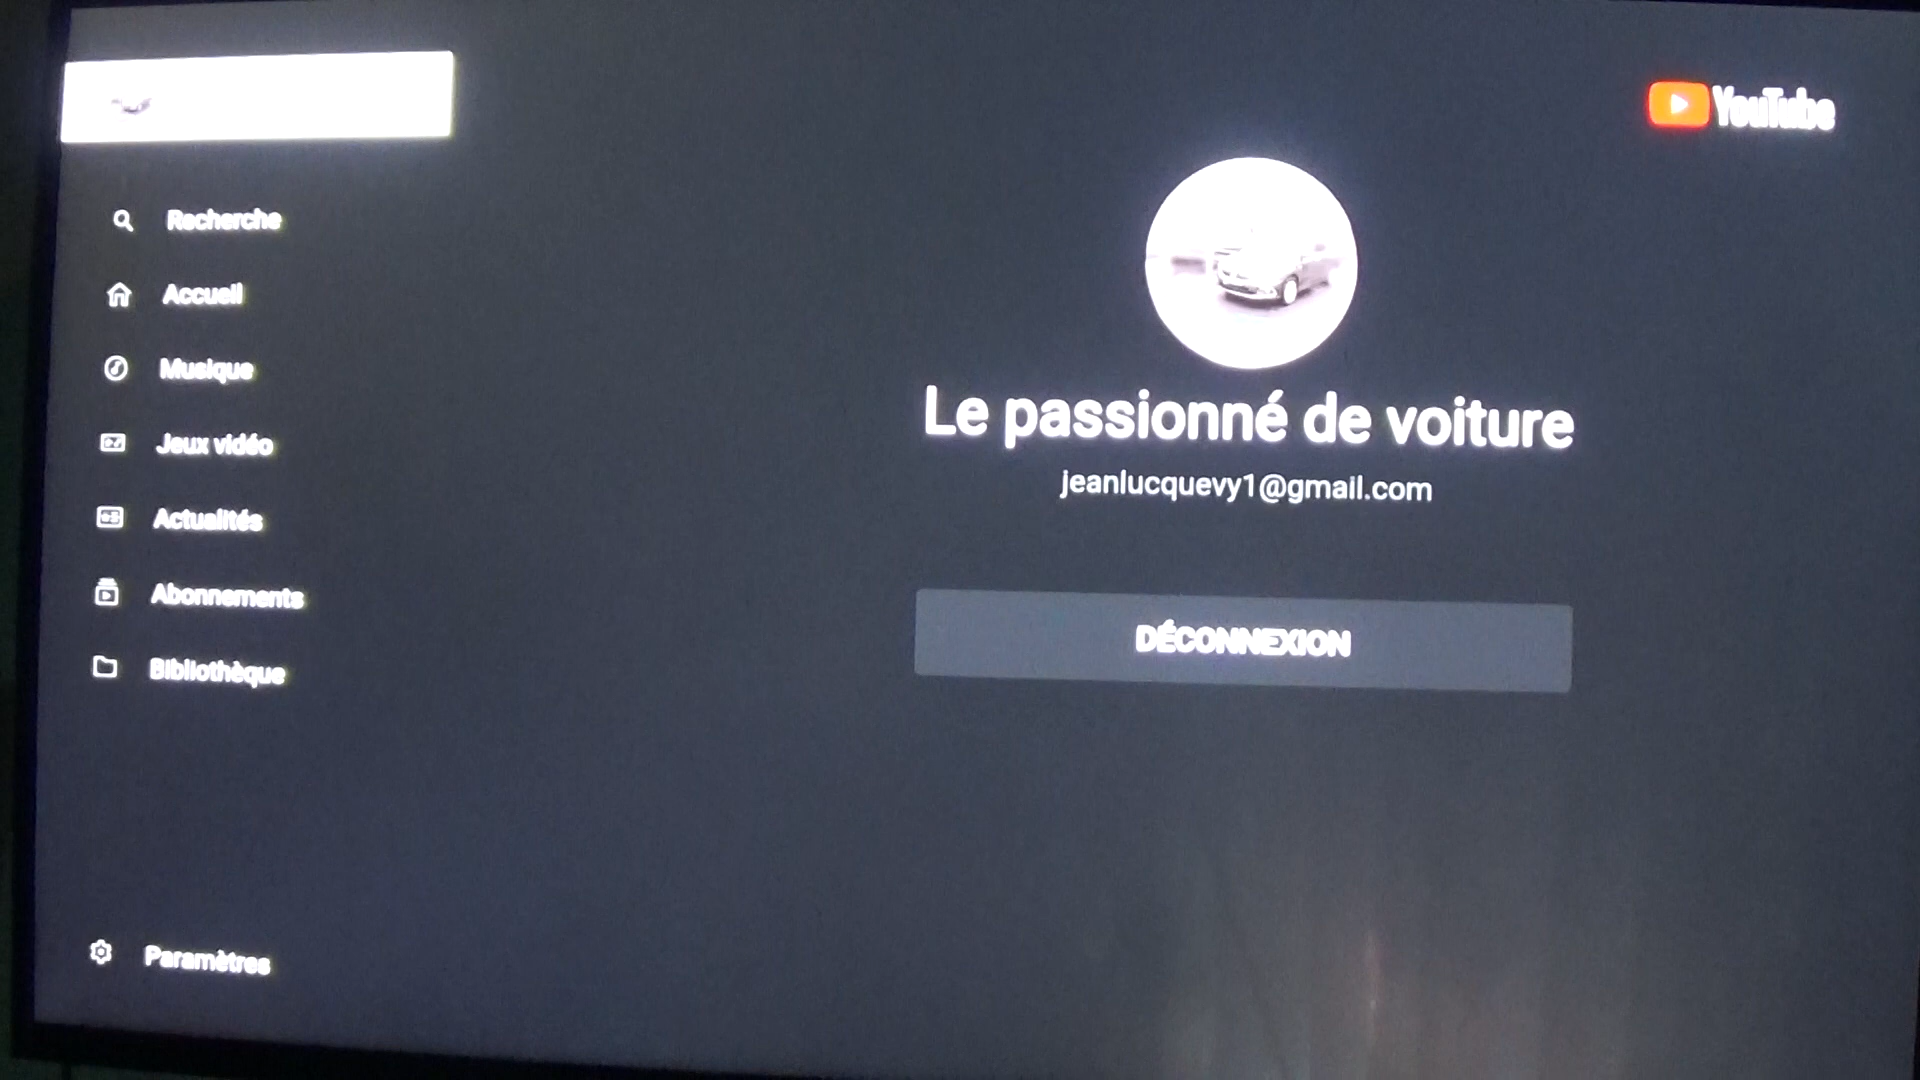 YouTube
Recherche
Accueil
Musique
Jeux vidéo
Actualités
Abonnements
Bibliothèque
Paramètres
Le passionné de voiture
jeanlucquevy1@gmail.com
DÉCONNEXION